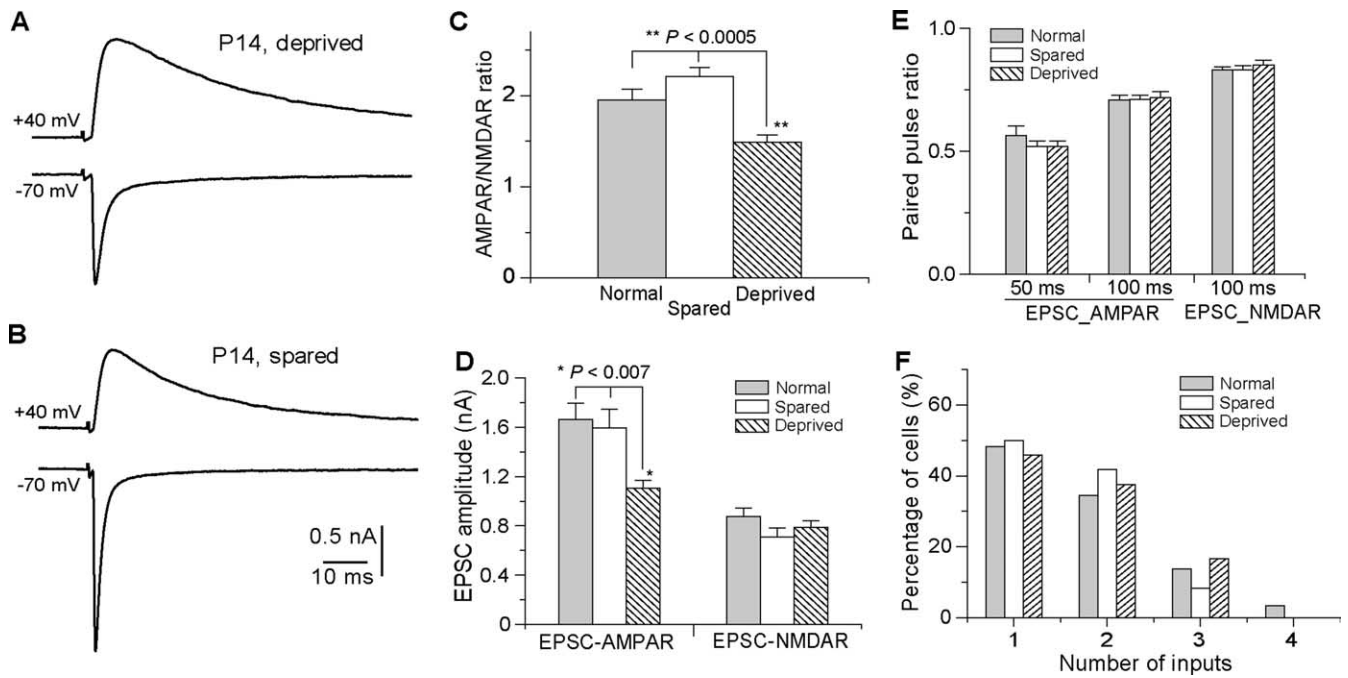 A
P14, deprived
+40 mV
-70 mV
B
P14, spared
+40 mV
-70 mV
0.5 nA
10 ms
C
AMPAR/NMDAR ratio
2
1
0
** P < 0.0005
**
Normal
Spared
Deprived
D
EPSC amplitude (nA)
2.0
1.6
1.2
0.8
0.4
0
* P < 0.007
*
Normal
Spared
Deprived
EPSC-AMPAR
EPSC-NMDAR
E
Paired pulse ratio
1.0
0.5
0.0
Normal
Spared
Deprived
50 ms
100 ms
100 ms
EPSC_AMPAR
EPSC_NMDAR
F
Percentage of cells (%)
60
40
20
0
Normal
Spared
Deprived
1
2
3
4
Number of inputs